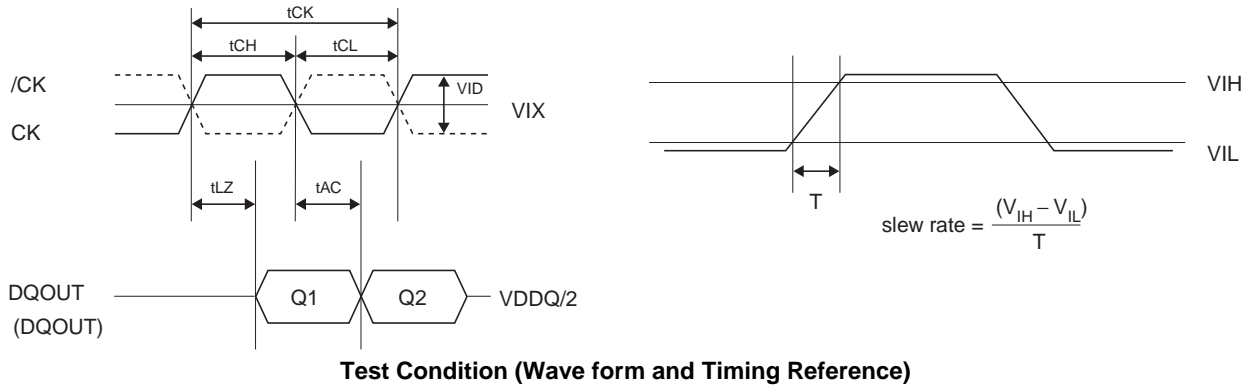 tCK
tCH
tCL
/CK
VID
VIX
CK
tLZ
tAC
DQOUT
(DQOUT)
Q1
Q2
VDDQ/2
VIH
VIL
T
slew rate = (VIH − VIL)
T
Test Condition (Wave form and Timing Reference)